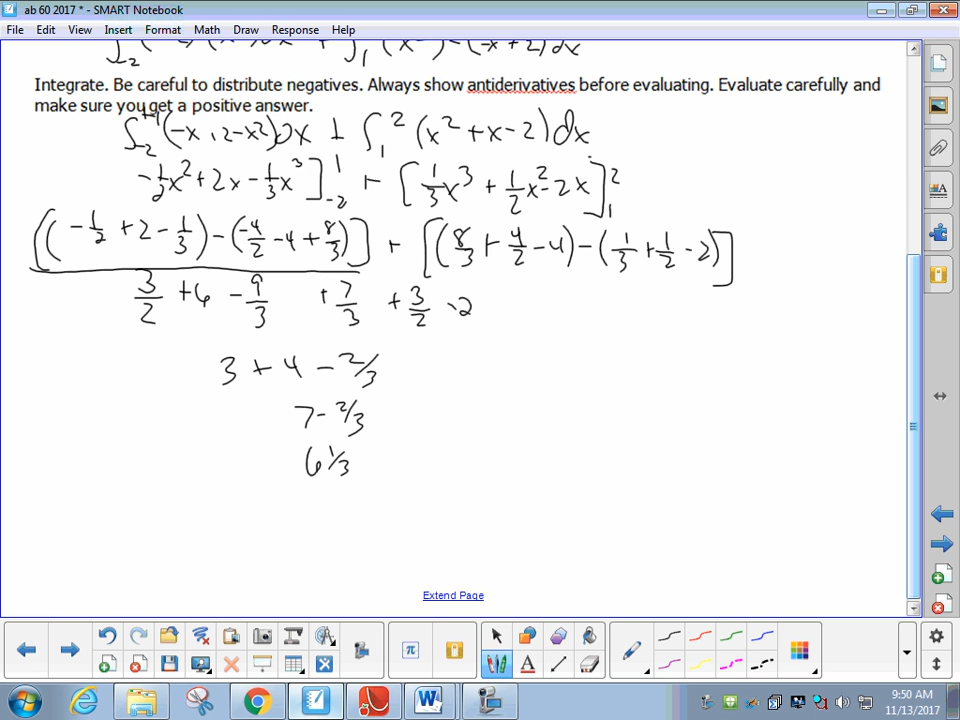 ab 60 2017 * - SMART Notebook
File Edit View Insert Format Math Draw Response Help
Integrate. Be careful to distribute negatives. Always show antiderivatives before evaluating. Evaluate carefully and
make sure you get a positive answer.
∫₋₂¹ (-x+2-x²)dx + ∫₁² (x²+x-2)dx
-1/2x²+2x-1/3x³]₋₂¹ + [1/3x³+1/2x²-2x]₁²
[(-1/2+2-1/3)-(-4/2-4+8/3)] + [(8/3+4/2-4)-(1/3+1/2-2)]
3/2 +6 -9/3 +7/3 +3/2 -2
3 + 4 - 2/3
7 - 2/3
6 1/3
Extend Page
π
A
W
9:50 AM
11/13/2017